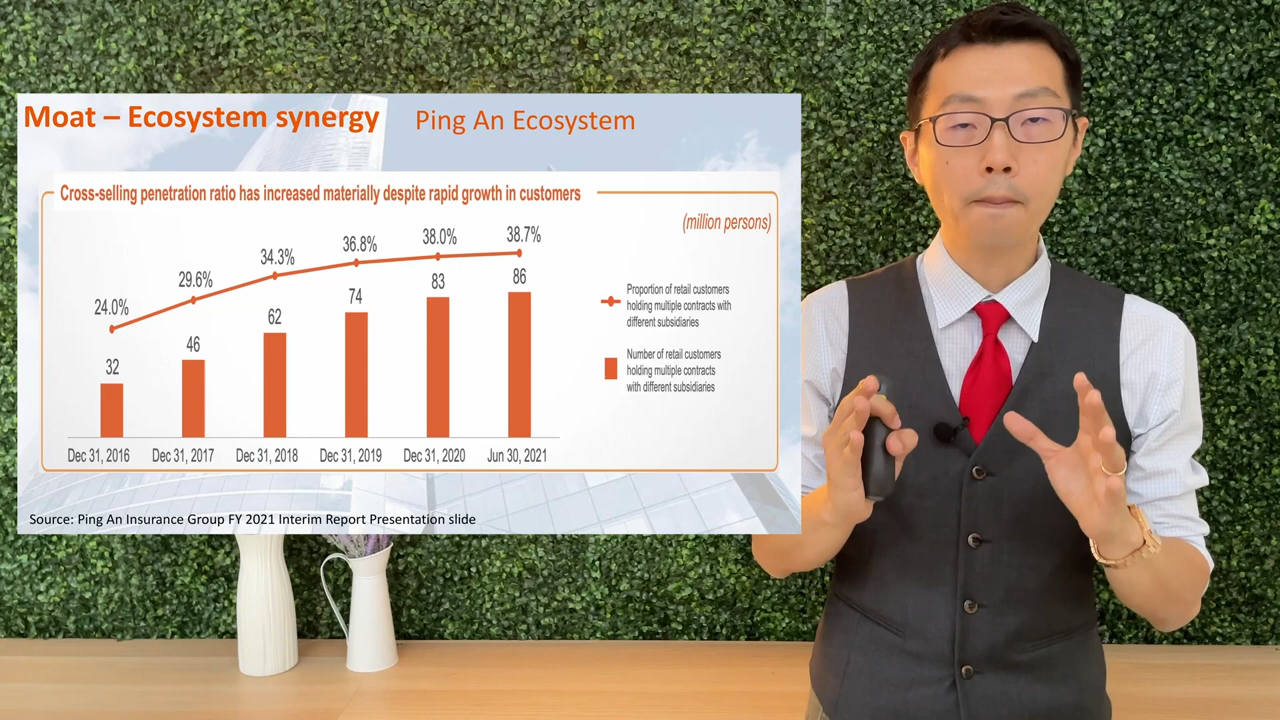 Moat – Ecosystem synergy
Ping An Ecosystem
Cross-selling penetration ratio has increased materially despite rapid growth in customers
(million persons)
24.0%
29.6%
34.3%
36.8%
38.0%
38.7%
32
46
62
74
83
86
Dec 31, 2016
Dec 31, 2017
Dec 31, 2018
Dec 31, 2019
Dec 31, 2020
Jun 30, 2021
Proportion of retail customers
holding multiple contracts with
different subsidiaries
Number of retail customers
holding multiple contracts
with different subsidiaries
Source: Ping An Insurance Group FY 2021 Interim Report Presentation slide